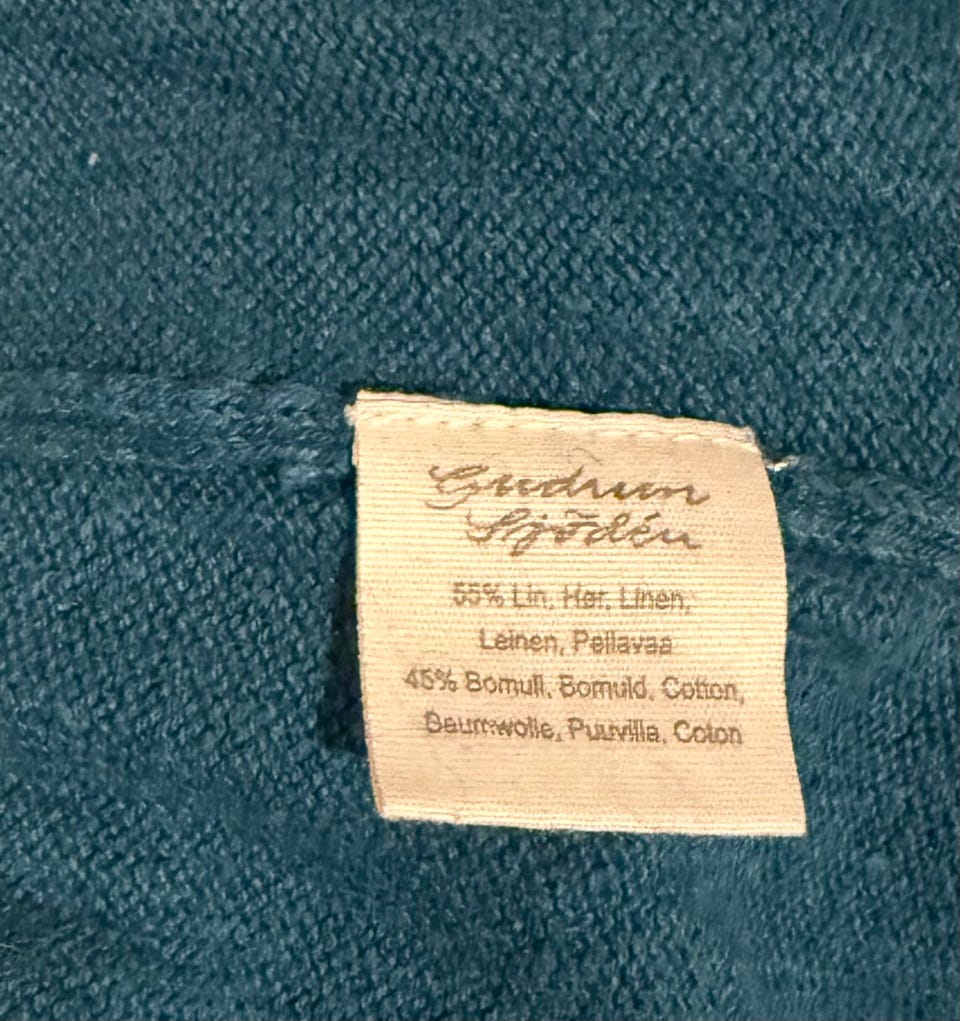 Gudrun
Sjödén
55% Lin, Hør, Linen,
Leinen, Pellavaa
45% Bomull, Bomuld, Cotton,
Baumwolle, Puuvilla, Coton